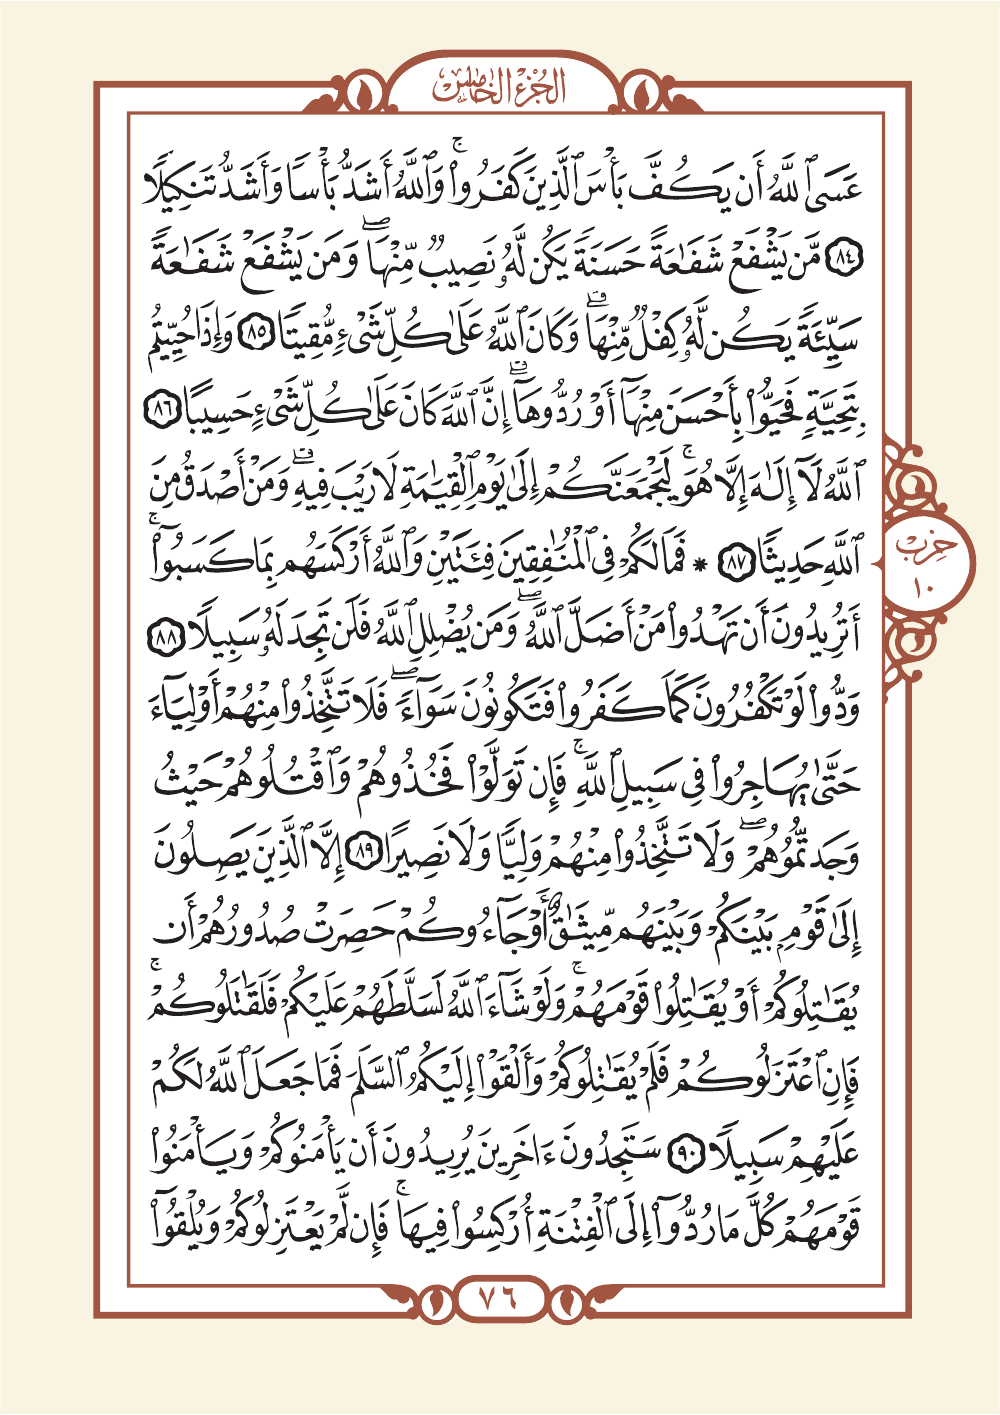 الجزء الخامس
عَسَى ٱللَّهُ أَن يَكُفَّ بَأْسَ ٱلَّذِينَ كَفَرُوا۟ ۚ وَٱللَّهُ أَشَدُّ بَأْسًا وَأَشَدُّ تَنكِيلًا
٨٤ مَّن يَشْفَعْ شَفَـٰعَةً حَسَنَةً يَكُن لَّهُۥ نَصِيبٌ مِّنْهَا ۖ وَمَن يَشْفَعْ شَفَـٰعَةً
سَيِّئَةً يَكُن لَّهُۥ كِفْلٌ مِّنْهَا ۗ وَكَانَ ٱللَّهُ عَلَىٰ كُلِّ شَىْءٍ مُّقِيتًا ٨٥ وَإِذَا حُيِّيتُم
بِتَحِيَّةٍ فَحَيُّوا۟ بِأَحْسَنَ مِنْهَآ أَوْ رُدُّوهَآ ۗ إِنَّ ٱللَّهَ كَانَ عَلَىٰ كُلِّ شَىْءٍ حَسِيبًا ٨٦
ٱللَّهُ لَآ إِلَـٰهَ إِلَّا هُوَ ۚ لَيَجْمَعَنَّكُمْ إِلَىٰ يَوْمِ ٱلْقِيَـٰمَةِ لَا رَيْبَ فِيهِ ۗ وَمَنْ أَصْدَقُ مِنَ
ٱللَّهِ حَدِيثًا ٨٧ * فَمَا لَكُمْ فِى ٱلْمُنَـٰفِقِينَ فِئَتَيْنِ وَٱللَّهُ أَرْكَسَهُم بِمَا كَسَبُوٓا۟ ۚ
أَتُرِيدُونَ أَن تَهْدُوا۟ مَنْ أَضَلَّ ٱللَّهُ ۖ وَمَن يُضْلِلِ ٱللَّهُ فَلَن تَجِدَ لَهُۥ سَبِيلًا ٨٨
وَدُّوا۟ لَوْ تَكْفُرُونَ كَمَا كَفَرُوا۟ فَتَكُونُونَ سَوَآءً ۖ فَلَا تَتَّخِذُوا۟ مِنْهُمْ أَوْلِيَآءَ
حَتَّىٰ يُهَاجِرُوا۟ فِى سَبِيلِ ٱللَّهِ ۚ فَإِن تَوَلَّوْا۟ فَخُذُوهُمْ وَٱقْتُلُوهُمْ حَيْثُ
وَجَدتُّمُوهُمْ ۖ وَلَا تَتَّخِذُوا۟ مِنْهُمْ وَلِيًّا وَلَا نَصِيرًا ٨٩ إِلَّا ٱلَّذِينَ يَصِلُونَ
إِلَىٰ قَوْمٍۭ بَيْنَكُمْ وَبَيْنَهُم مِّيثَـٰقٌ أَوْ جَآءُوكُمْ حَصِرَتْ صُدُورُهُمْ أَن
يُقَـٰتِلُوكُمْ أَوْ يُقَـٰتِلُوا۟ قَوْمَهُمْ ۚ وَلَوْ شَآءَ ٱللَّهُ لَسَلَّطَهُمْ عَلَيْكُمْ فَلَقَـٰتَلُوكُمْ ۚ
فَإِنِ ٱعْتَزَلُوكُمْ فَلَمْ يُقَـٰتِلُوكُمْ وَأَلْقَوْا۟ إِلَيْكُمُ ٱلسَّلَمَ فَمَا جَعَلَ ٱللَّهُ لَكُمْ
عَلَيْهِمْ سَبِيلًا ٩٠ سَتَجِدُونَ ءَاخَرِينَ يُرِيدُونَ أَن يَأْمَنُوكُمْ وَيَأْمَنُوا۟
قَوْمَهُمْ كُلَّ مَا رُدُّوٓا۟ إِلَى ٱلْفِتْنَةِ أُرْكِسُوا۟ فِيهَا ۚ فَإِن لَّمْ يَعْتَزِلُوكُمْ وَيُلْقُوٓا۟
حزب
١٠
٧٦